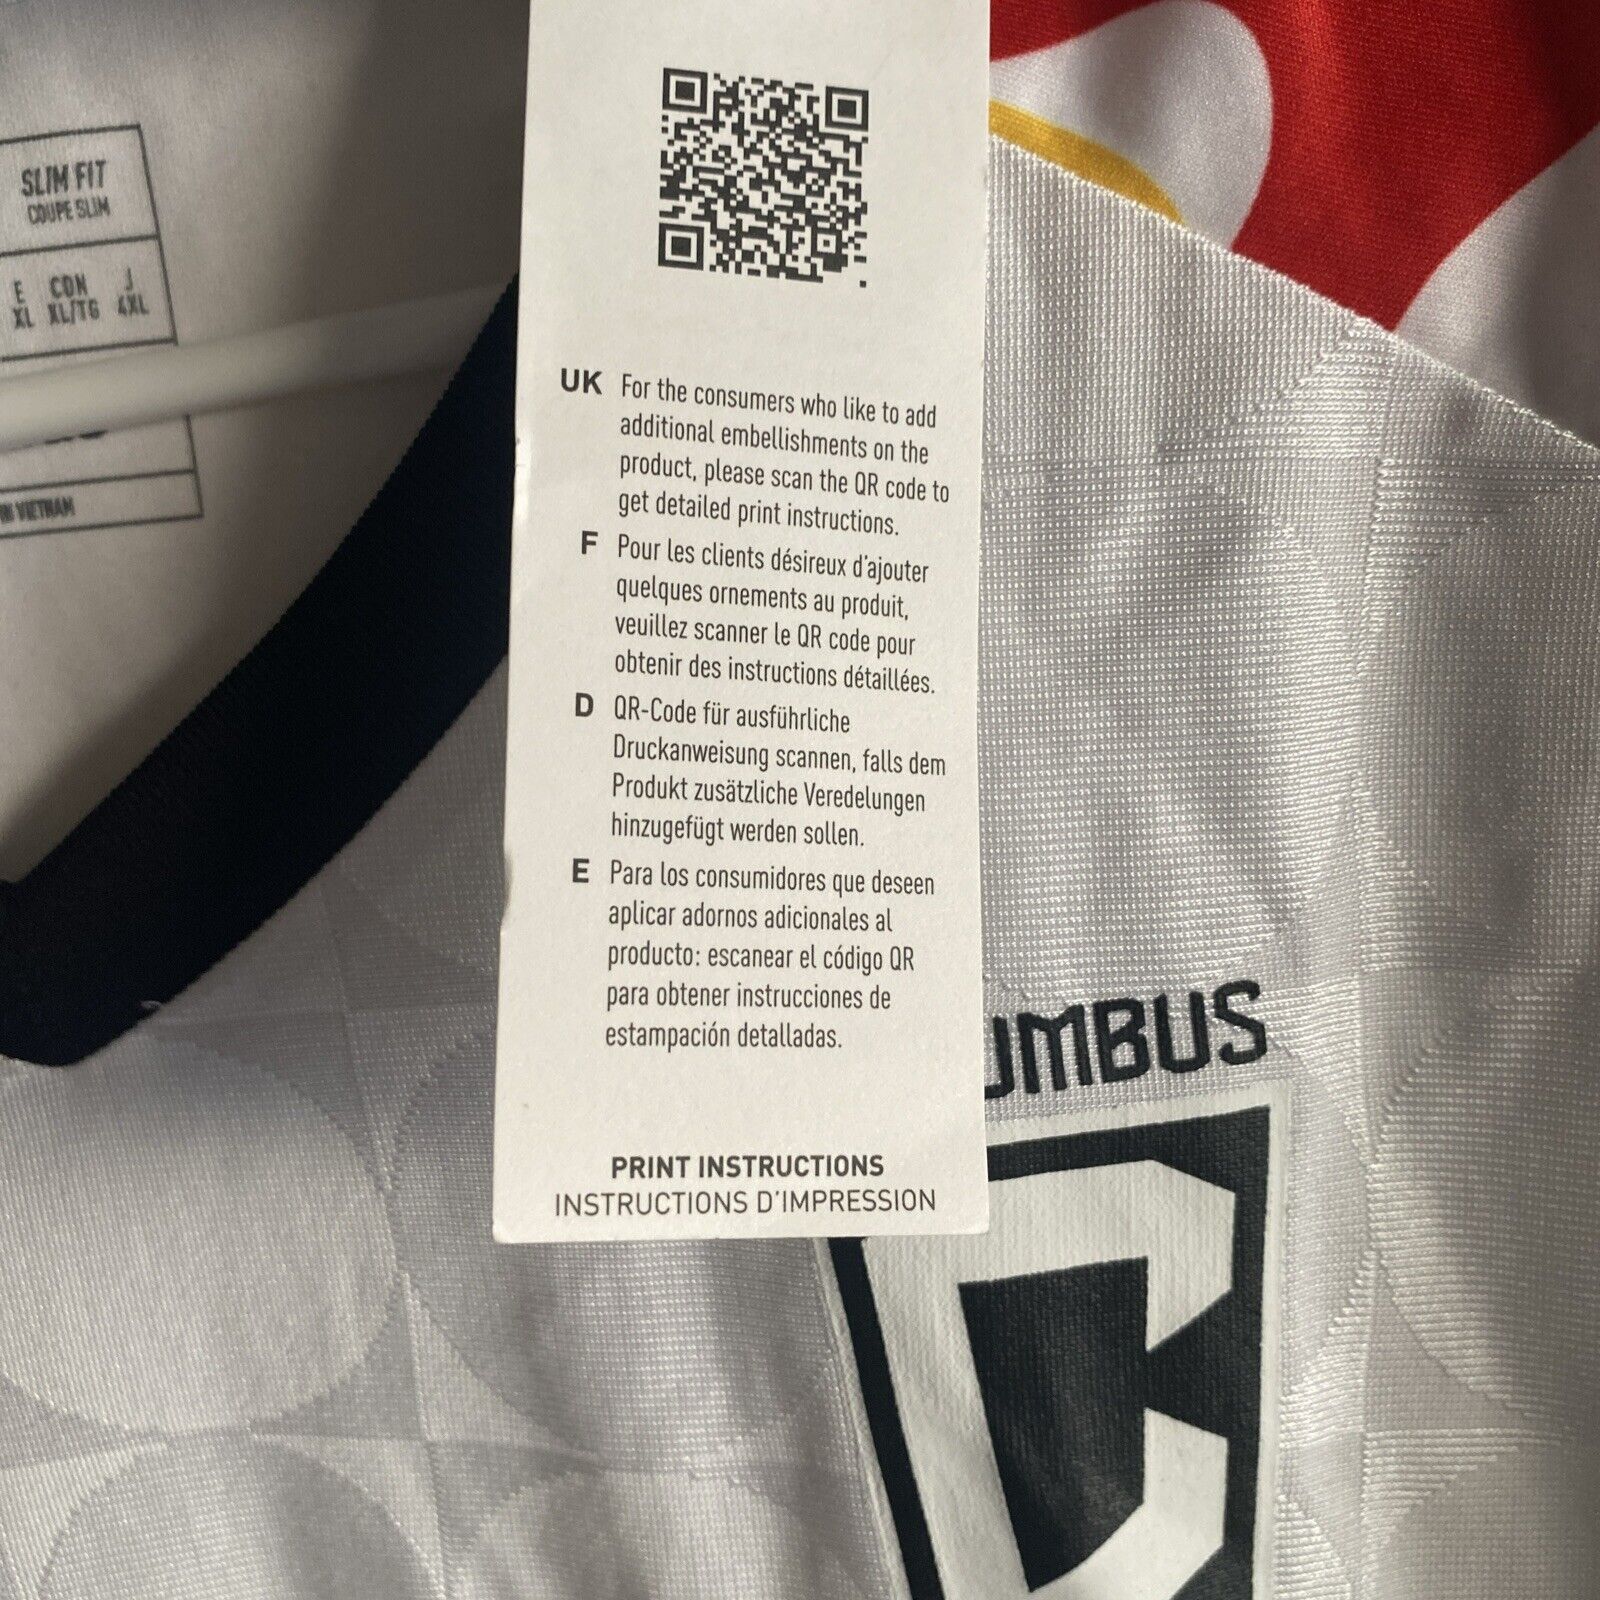 SLIM FIT
COUPE SLIM
E CDN J
XL XL/TG 4XL
IN VIETNAM
UK For the consumers who like to add
additional embellishments on the
product, please scan the QR code to
get detailed print instructions.
F Pour les clients désireux d'ajouter
quelques ornements au produit,
veuillez scanner le QR code pour
obtenir des instructions détaillées.
D QR-Code für ausführliche
Druckanweisung scannen, falls dem
Produkt zusätzliche Veredelungen
hinzugefügt werden sollen.
E Para los consumidores que deseen
aplicar adornos adicionales al
producto: escanear el código QR
para obtener instrucciones de
estampación detalladas.
PRINT INSTRUCTIONS
INSTRUCTIONS D'IMPRESSION
UMBUS
C